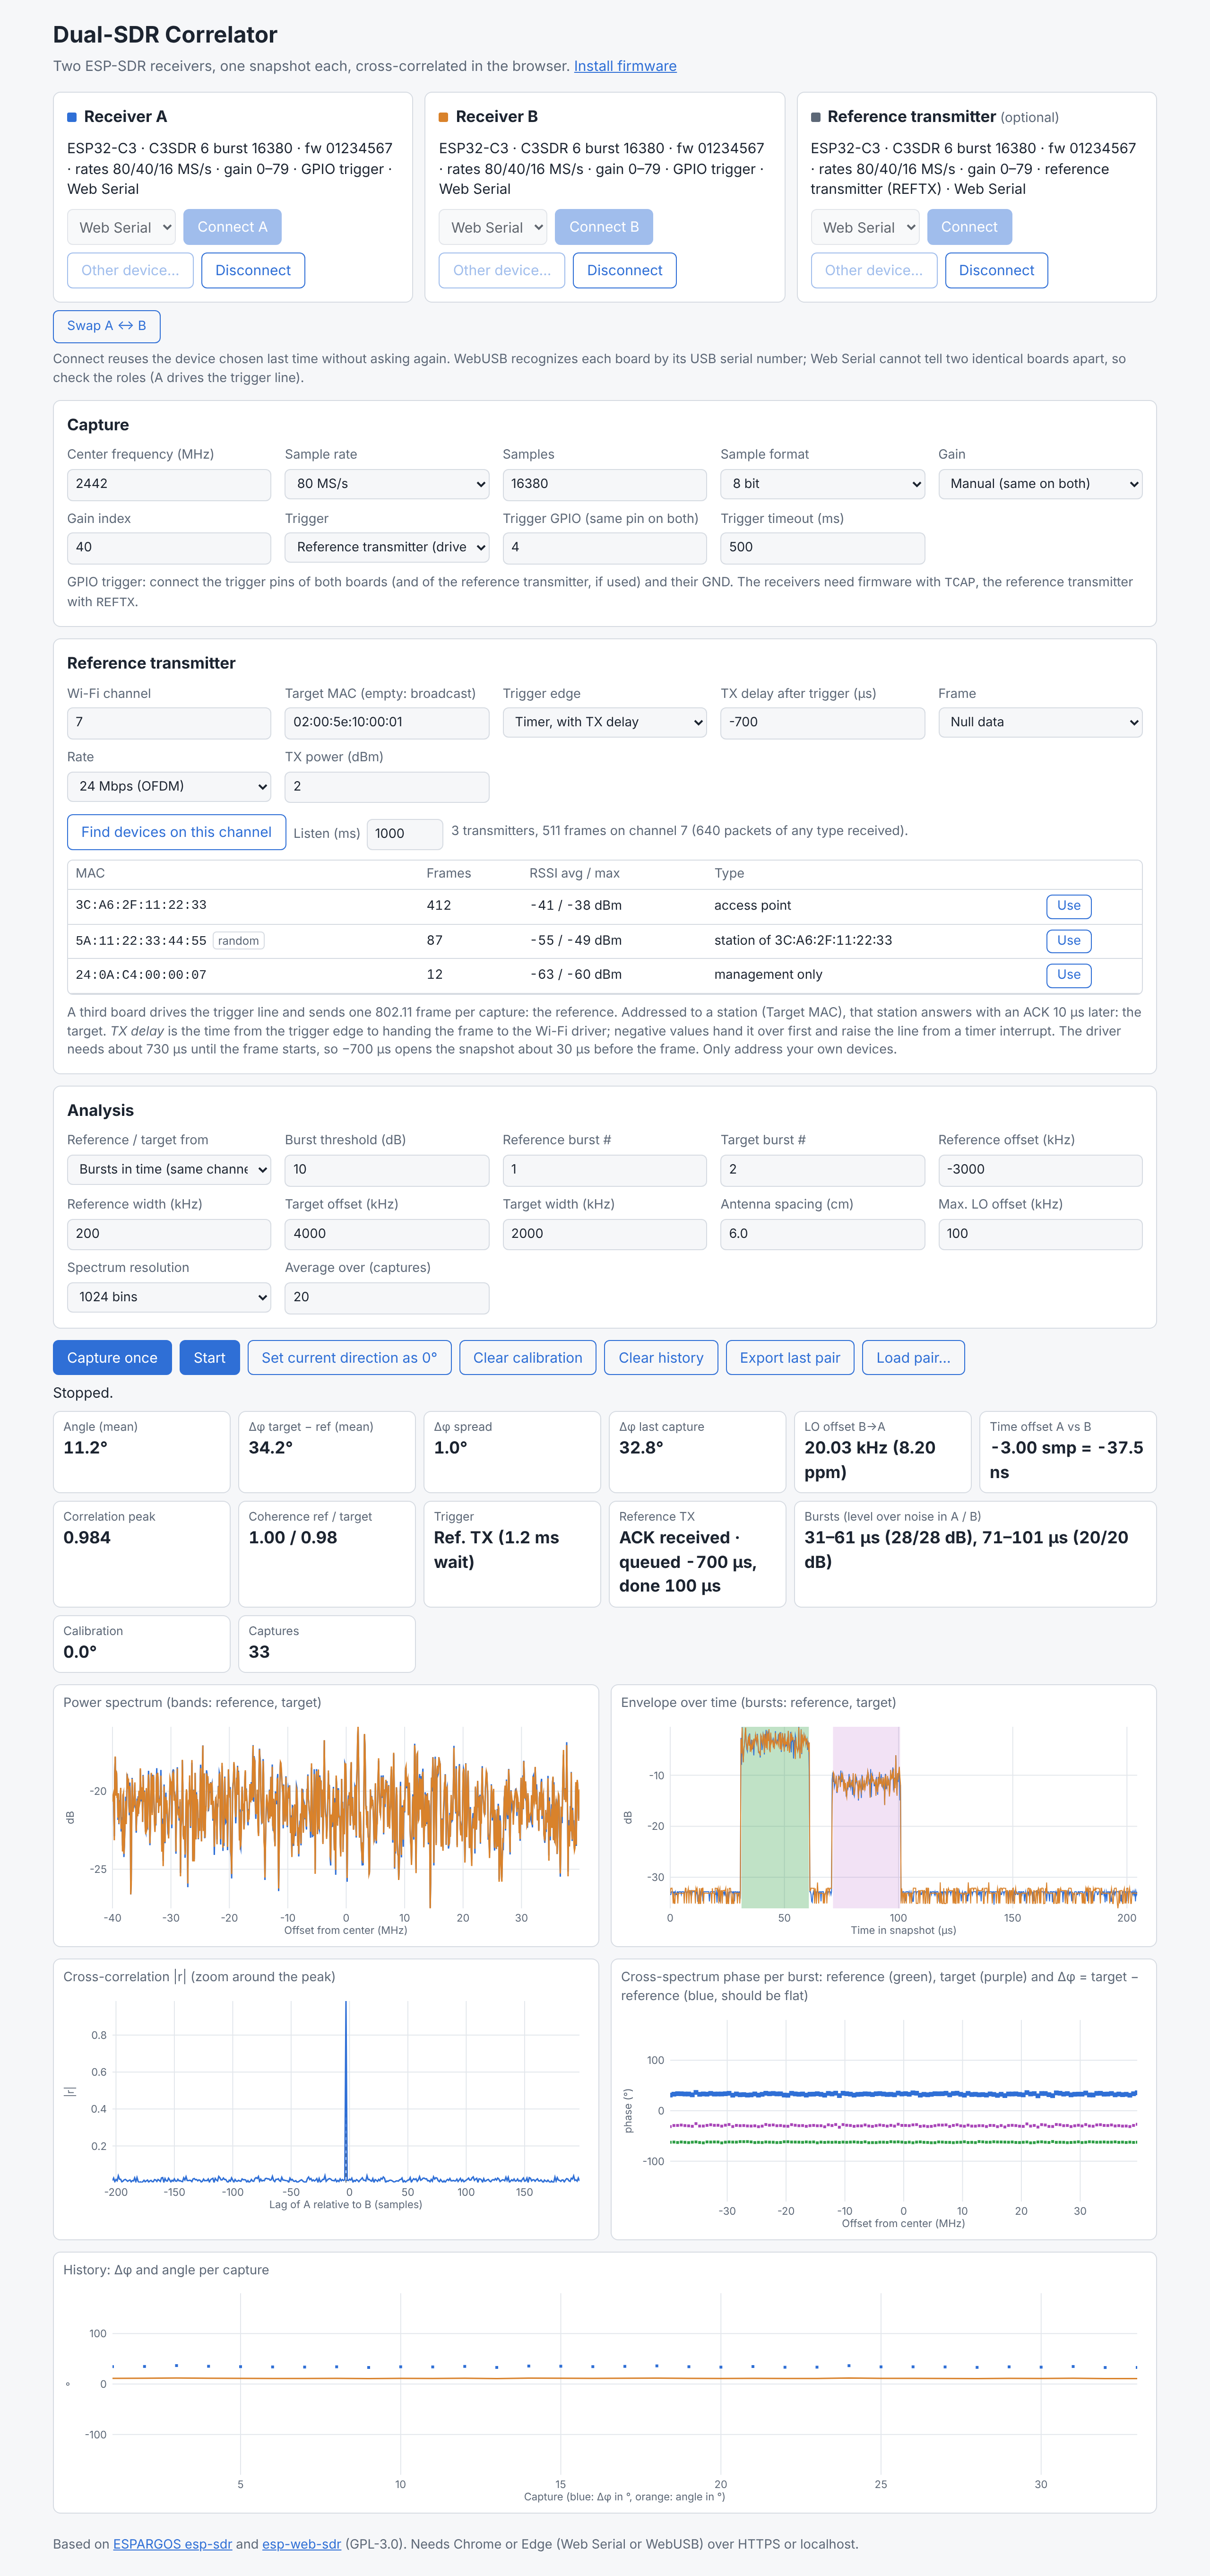 Dual-SDR Correlator
Two ESP-SDR receivers, one snapshot each, cross-correlated in the browser. Install firmware
Receiver A
ESP32-C3 · C3SDR 6 burst 16380 · fw 01234567
· rates 80/40/16 MS/s · gain 0–79 · GPIO trigger ·
Web Serial
Web Serial
Connect A
Other device...
Disconnect
Receiver B
ESP32-C3 · C3SDR 6 burst 16380 · fw 01234567
· rates 80/40/16 MS/s · gain 0–79 · GPIO trigger ·
Web Serial
Web Serial
Connect B
Other device...
Disconnect
Reference transmitter (optional)
ESP32-C3 · C3SDR 6 burst 16380 · fw 01234567
· rates 80/40/16 MS/s · gain 0–79 · reference
transmitter (REFTX) · Web Serial
Web Serial
Connect
Other device...
Disconnect
Swap A ↔ B
Connect reuses the device chosen last time without asking again. WebUSB recognizes each board by its USB serial number; Web Serial cannot tell two identical boards apart, so
check the roles (A drives the trigger line).
Capture
Center frequency (MHz) Sample rate Samples Sample format Gain
2442 80 MS/s 16380 8 bit Manual (same on both)
Gain index Trigger Trigger GPIO (same pin on both) Trigger timeout (ms)
40 Reference transmitter (drive 4 500
GPIO trigger: connect the trigger pins of both boards (and of the reference transmitter, if used) and their GND. The receivers need firmware with TCAP, the reference transmitter
with REFTX.
Reference transmitter
Wi-Fi channel Target MAC (empty: broadcast) Trigger edge TX delay after trigger (µs) Frame
7 02:00:5e:10:00:01 Timer, with TX delay -700 Null data
Rate TX power (dBm)
24 Mbps (OFDM) 2
Find devices on this channel Listen (ms) 1000 3 transmitters, 511 frames on channel 7 (640 packets of any type received).
MAC Frames RSSI avg / max Type
3C:A6:2F:11:22:33 412 -41 / -38 dBm access point Use
5A:11:22:33:44:55 random 87 -55 / -49 dBm station of 3C:A6:2F:11:22:33 Use
24:0A:C4:00:00:07 12 -63 / -60 dBm management only Use
A third board drives the trigger line and sends one 802.11 frame per capture: the reference. Addressed to a station (Target MAC), that station answers with an ACK 10 µs later: the
target. TX delay is the time from the trigger edge to handing the frame to the Wi-Fi driver; negative values hand it over first and raise the line from a timer interrupt. The driver
needs about 730 µs until the frame starts, so −700 µs opens the snapshot about 30 µs before the frame. Only address your own devices.
Analysis
Reference / target from Burst threshold (dB) Reference burst # Target burst # Reference offset (kHz)
Bursts in time (same channe 10 1 2 -3000
Reference width (kHz) Target offset (kHz) Target width (kHz) Antenna spacing (cm) Max. LO offset (kHz)
200 4000 2000 6.0 100
Spectrum resolution Average over (captures)
1024 bins 20
Capture once Start Set current direction as 0° Clear calibration Clear history Export last pair Load pair...
Stopped.
Angle (mean)
11.2°
Δφ target − ref (mean)
34.2°
Δφ spread
1.0°
Δφ last capture
32.8°
LO offset B→A
20.03 kHz (8.20
ppm)
Time offset A vs B
-3.00 smp = -37.5
ns
Correlation peak
0.984
Coherence ref / target
1.00 / 0.98
Trigger
Ref. TX (1.2 ms
wait)
Reference TX
ACK received ·
queued -700 µs,
done 100 µs
Bursts (level over noise in A / B)
31–61 µs (28/28 dB), 71–101 µs (20/20
dB)
Calibration
0.0°
Captures
33
Power spectrum (bands: reference, target)
dB
-20
-25
-40 -30 -20 -10 0 10 20 30
Offset from center (MHz)
Envelope over time (bursts: reference, target)
dB
-10
-20
-30
0 50 100 150 200
Time in snapshot (µs)
Cross-correlation |r| (zoom around the peak)
|r|
0.8
0.6
0.4
0.2
-200 -150 -100 -50 0 50 100 150
Lag of A relative to B (samples)
Cross-spectrum phase per burst: reference (green), target (purple) and Δφ = target −
reference (blue, should be flat)
phase (°)
100
0
-100
-30 -20 -10 0 10 20 30
Offset from center (MHz)
History: Δφ and angle per capture
°
100
0
-100
5 10 15 20 25 30
Capture (blue: Δφ in °, orange: angle in °)
Based on ESPARGOS esp-sdr and esp-web-sdr (GPL-3.0). Needs Chrome or Edge (Web Serial or WebUSB) over HTTPS or localhost.